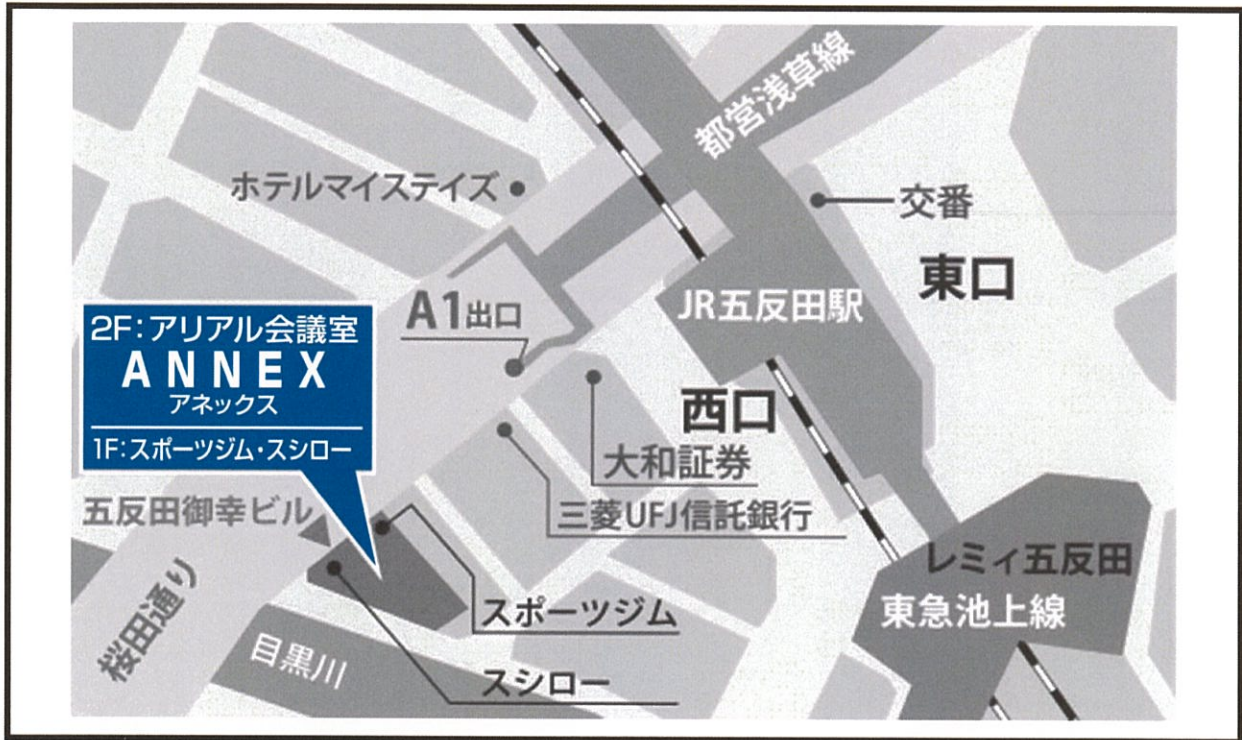 都営浅草線
ホテルマイステイズ
交番
東口
JR五反田駅
A1出口
2F:アリアル会議室
ANNEX
アネックス
1F:スポーツジム・スシロー
西口
大和証券
三菱UFJ信託銀行
五反田御幸ビル
レミィ五反田
東急池上線
スポーツジム
桜田通り
目黒川
スシロー